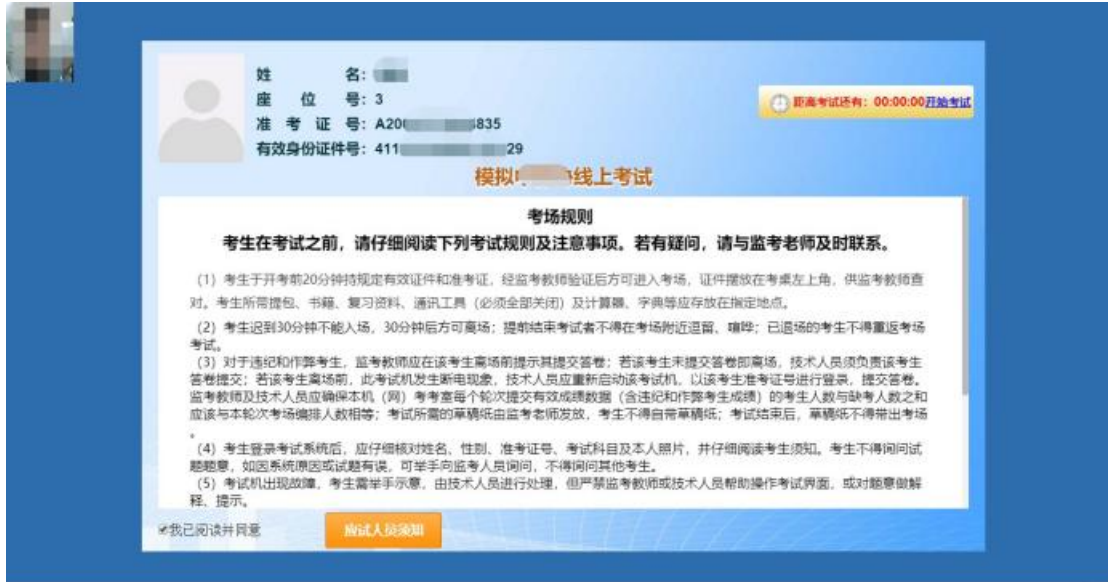 姓 名：
座 位 号：3
准 考 证 号：A20 835
有效身份证件号：411 29
距离考试还有：00:00:00开始考试
模拟 线上考试
考场规则
考生在考试之前，请仔细阅读下列考试规则及注意事项。若有疑问，请与监考老师及时联系。
（1）考生于开考前20分钟持规定有效证件和准考证，经监考教师验证后方可进入考场，证件摆放在考桌左上角，供监考教师查
对。考生所带提包、书籍、复习资料、通讯工具（必须全部关闭）及计算器、字典等应存放在指定地点。
（2）考生迟到30分钟不能入场，30分钟后方可离场；提前结束考试者不得在考场附近逗留、喧哗；已退场的考生不得重返考场
考试。
（3）对于违纪和作弊考生，监考教师应在该考生离场前提示其提交答卷；若该考生未提交答卷即离场，技术人员须负责该考生
答卷提交；若该考生离场前，此考试机发生断电现象，技术人员应重新启动该考试机，以该考生准考证号进行登录，提交答卷。
监考教师及技术人员应确保本机（网）考考室每个轮次提交有效成绩数据（含违纪和作弊考生成绩）的考生人数与缺考人数之和
应该与本轮次考场编排人数相等；考试所需的草稿纸由监考老师发放，考生不得自带草稿纸；考试结束后，草稿纸不得带出考场
。
（4）考生登录考试系统后，应仔细核对姓名、性别、准考证号、考试科目及本人照片，并仔细阅读考生须知。考生不得询问试
题题意，如因系统原因或试题有误，可举手向监考人员询问，不得询问其他考生。
（5）考试机出现故障，考生需举手示意，由技术人员进行处理，但严禁监考教师或技术人员帮助操作考试界面，或对题意做解
释、提示。
我已阅读并同意
应试人员须知